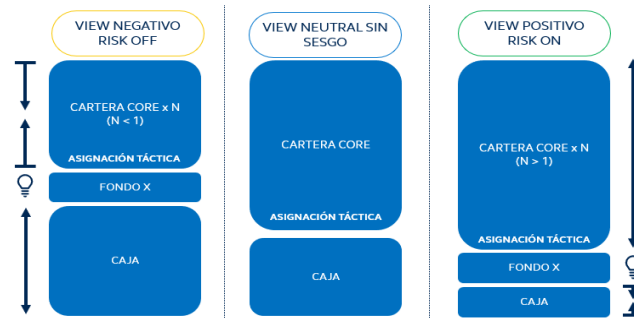 VIEW NEGATIVO
RISK OFF
CARTERA CORE x N
(N < 1)
ASIGNACIÓN TÁCTICA
FONDO X
CAJA
VIEW NEUTRAL SIN
SESGO
CARTERA CORE
ASIGNACIÓN TÁCTICA
CAJA
VIEW POSITIVO
RISK ON
CARTERA CORE x N
(N > 1)
ASIGNACIÓN TÁCTICA
FONDO X
CAJA